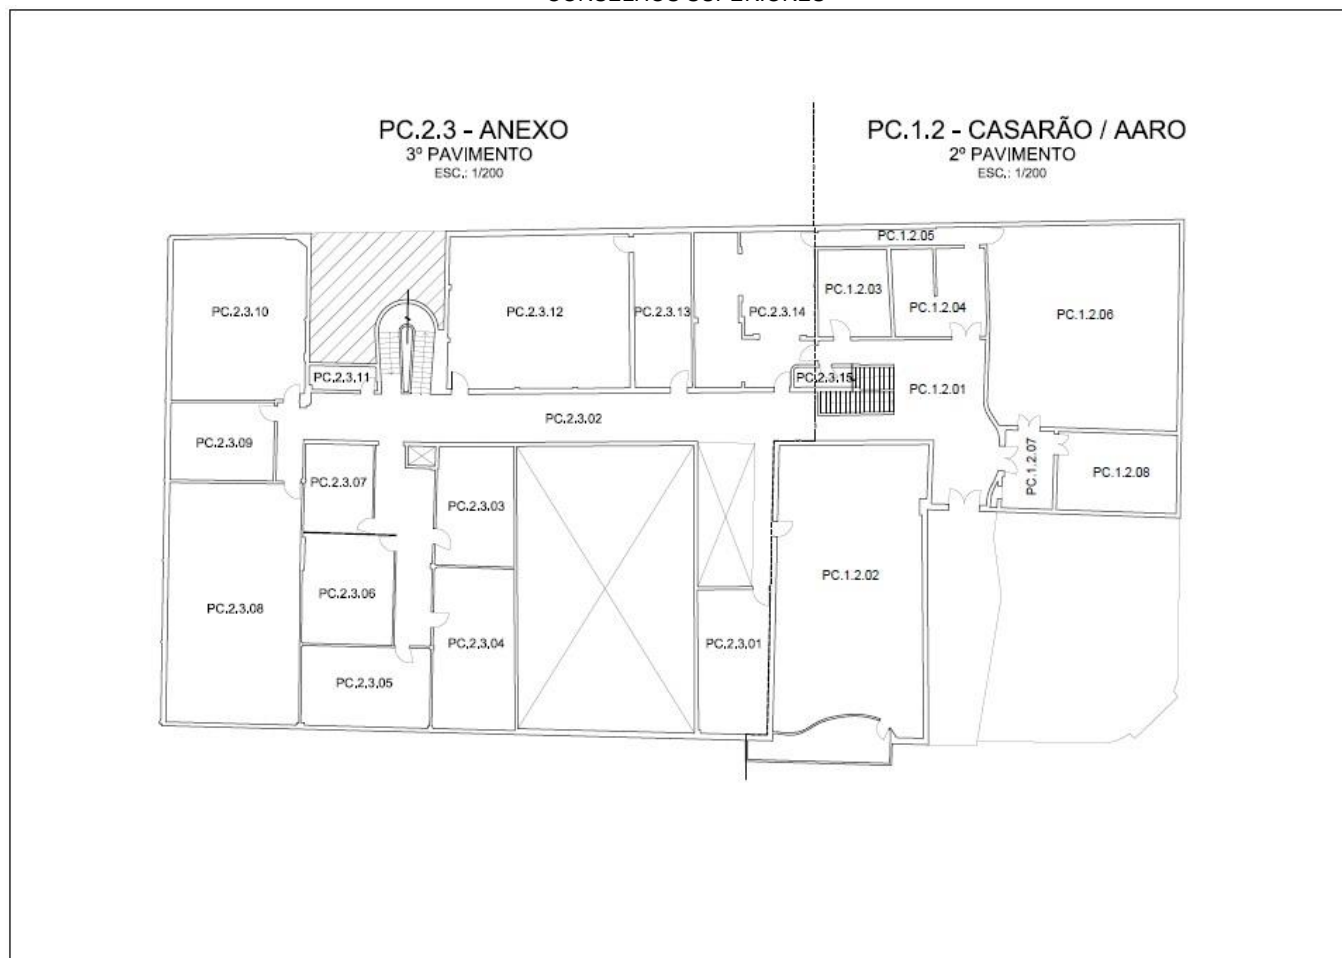 PC.2.3 - ANEXO
3º PAVIMENTO
ESC.: 1/200
PC.1.2 - CASARÃO / AARO
2º PAVIMENTO
ESC.: 1/200
PC.1.2.05
PC.2.3.10
PC.2.3.12
PC.2.3.13
PC.2.3.14
PC.1.2.03
PC.1.2.04
PC.1.2.06
PC.2.3.11
PC.2.3.15
PC.1.2.01
PC.2.3.02
PC.2.3.09
PC.2.3.07
PC.1.2.07
PC.1.2.08
PC.2.3.03
PC.1.2.02
PC.2.3.08
PC.2.3.06
PC.2.3.04
PC.2.3.01
PC.2.3.05